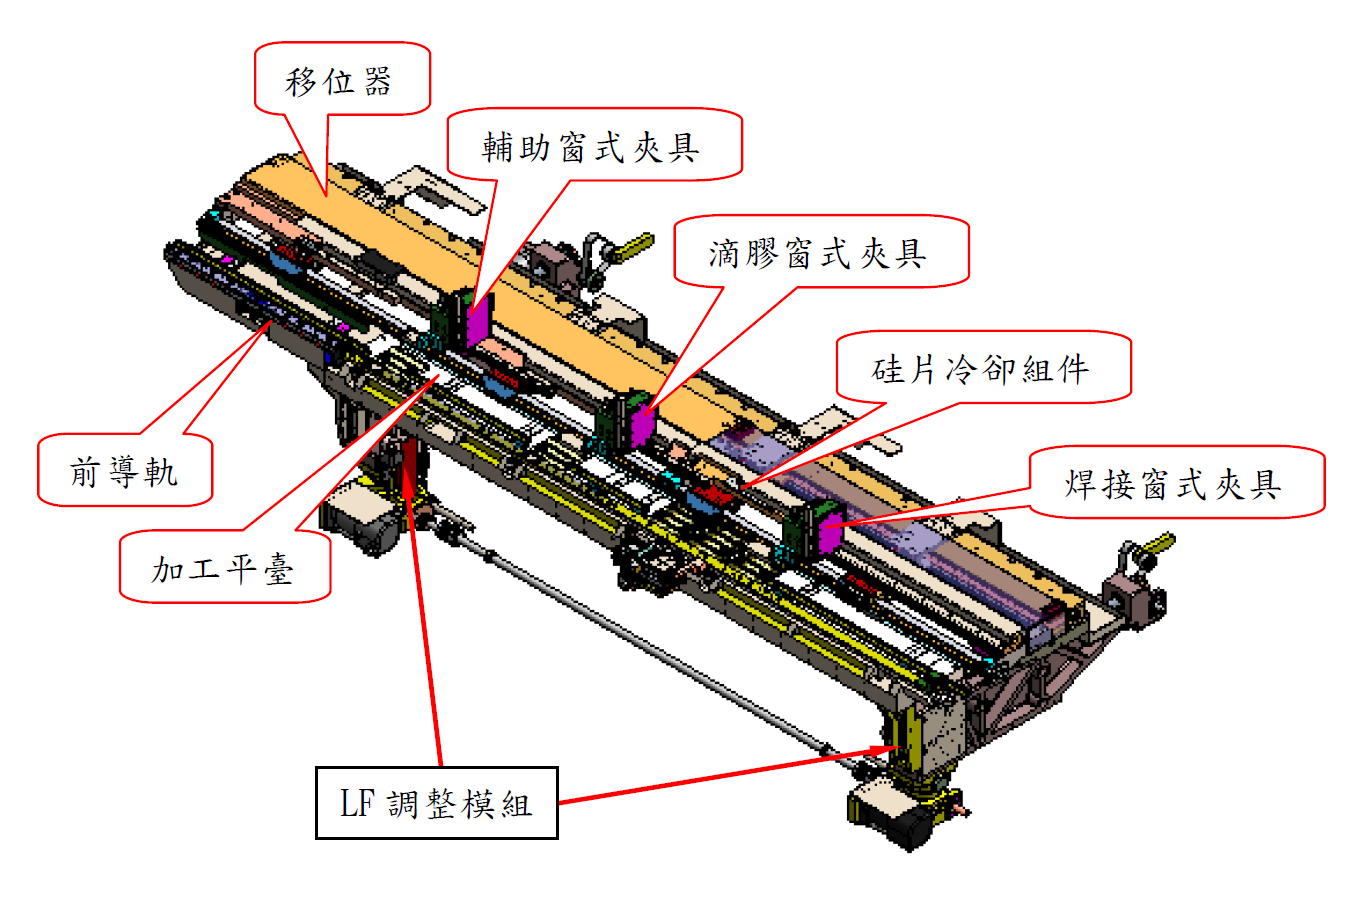 移位器
輔助窗式夾具
滴膠窗式夾具
硅片冷卻組件
焊接窗式夾具
前導軌
加工平臺
LF 調整模組